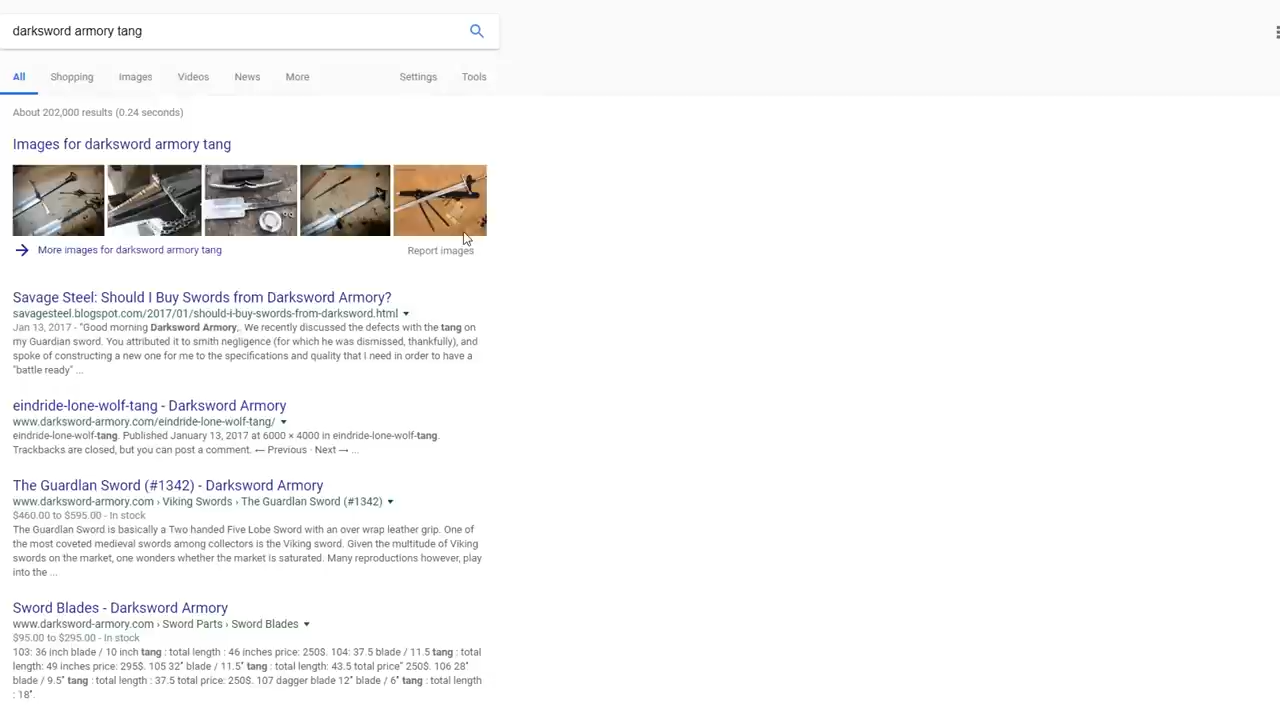 darksword armory tang
All Shopping Images Videos News More Settings Tools
About 202,000 results (0.24 seconds)
Images for darksword armory tang
More images for darksword armory tang Report images
Savage Steel: Should I Buy Swords from Darksword Armory?
savagesteel.blogspot.com/2017/01/should-i-buy-swords-from-darksword.html
Jan 13, 2017 - "Good morning Darksword Armory,. We recently discussed the defects with the tang on
my Guardian sword. You attributed it to smith negligence (for which he was dismissed, thankfully), and
spoke of constructing a new one for me to the specifications and quality that I need in order to have a
"battle ready" ...
eindride-lone-wolf-tang - Darksword Armory
www.darksword-armory.com/eindride-lone-wolf-tang/
eindride-lone-wolf-tang. Published January 13, 2017 at 6000 × 4000 in eindride-lone-wolf-tang.
Trackbacks are closed, but you can post a comment. ← Previous · Next → ...
The GuardIan Sword (#1342) - Darksword Armory
www.darksword-armory.com › Viking Swords › The GuardIan Sword (#1342)
$460.00 to $595.00 - In stock
The GuardIan Sword is basically a Two handed Five Lobe Sword with an over wrap leather grip. One of
the most coveted medieval swords among collectors is the Viking sword. Given the multitude of Viking
swords on the market, one wonders whether the market is saturated. Many reproductions however, play
into the ...
Sword Blades - Darksword Armory
www.darksword-armory.com › Sword Parts › Sword Blades
$95.00 to $295.00 - In stock
103: 36 inch blade / 10 inch tang : total length : 46 inches price: 250$. 104: 37.5 blade / 11.5 tang : total
length: 49 inches price: 295$. 105 32" blade / 11.5" tang : total length: 43.5 total price" 250$. 106 28"
blade / 9.5" tang : total length : 37.5 total price: 250$. 107 dagger blade 12" blade / 6" tang : total length
: 18".